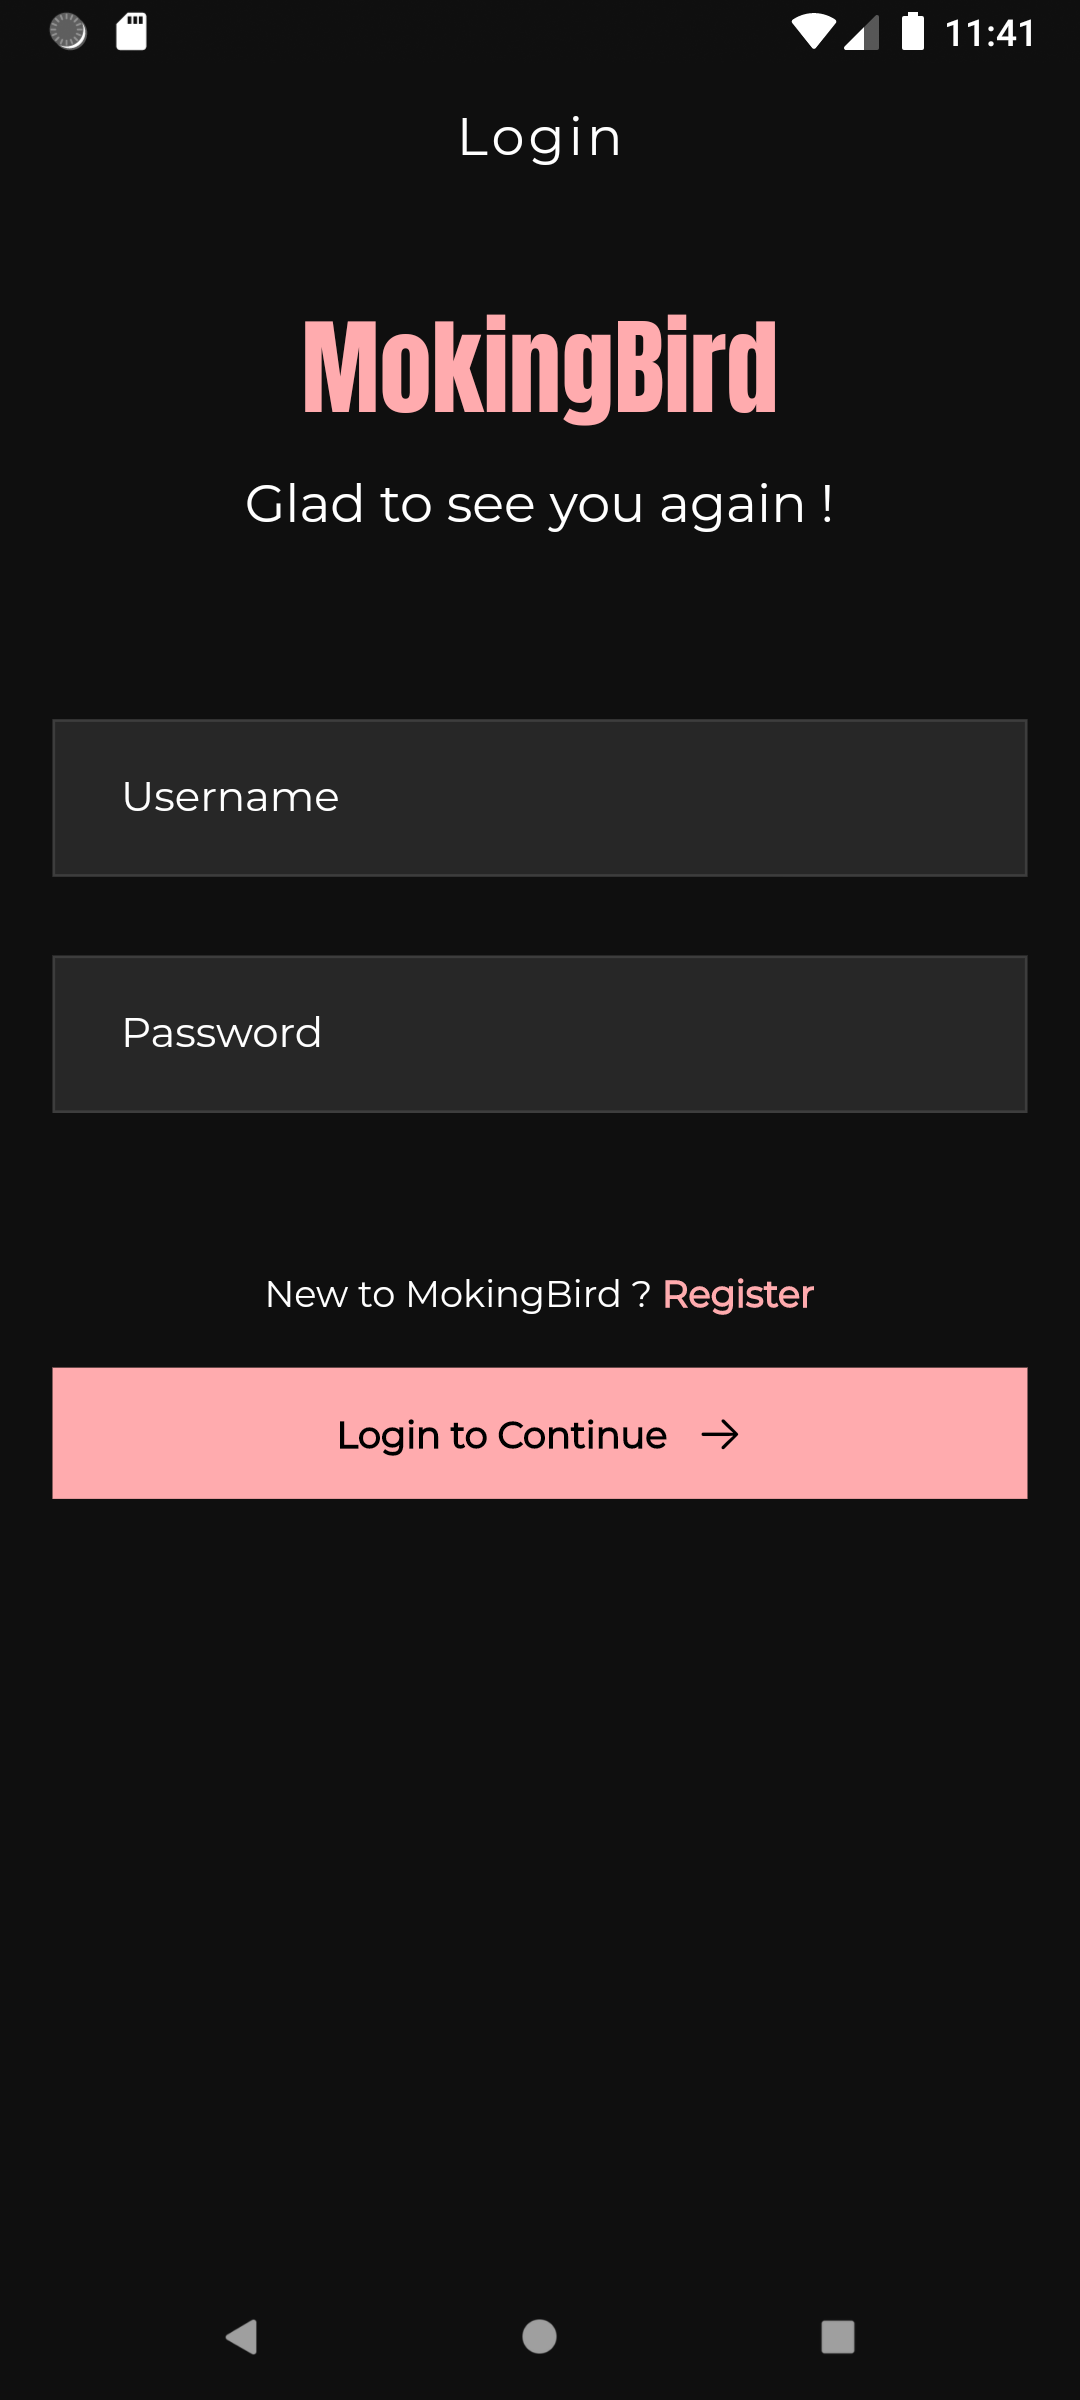 11:41
Login
MokingBird
Glad to see you again !
Username
Password
New to MokingBird ? Register
Login to Continue